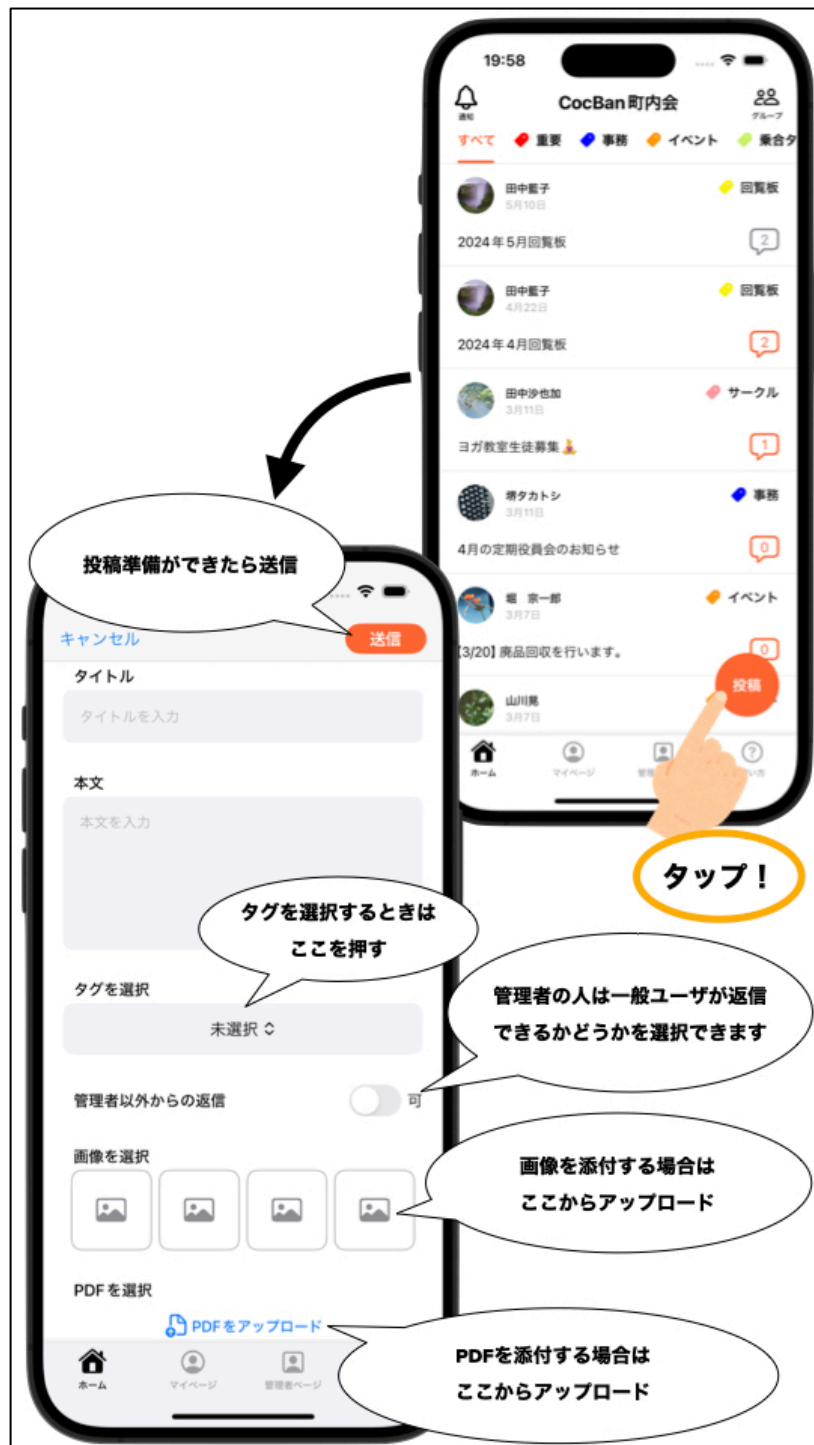 19:58
通知
CocBan町内会
グループ
すべて
重要
事務
イベント
乗合タ
田中藍子
回覧板
5月10日
2024年5月回覧板
2
田中藍子
回覧板
4月22日
2024年4月回覧板
2
田中沙也加
サークル
3月11日
ヨガ教室生徒募集🧘
1
堺タカトシ
事務
3月11日
4月の定期役員会のお知らせ
0
堀 宗一郎
イベント
3月7日
【3/20】廃品回収を行います。
0
山川晃
3月7日
投稿
ホーム
マイページ
タップ！
投稿準備ができたら送信
キャンセル
送信
タイトル
タイトルを入力
本文
本文を入力
タグを選択するときは
ここを押す
タグを選択
未選択
管理者の人は一般ユーザが返信
できるかどうかを選択できます
管理者以外からの返信
可
画像を選択
画像を添付する場合は
ここからアップロード
PDFを選択
PDFをアップロード
PDFを添付する場合は
ここからアップロード
ホーム
マイページ
管理者ページ